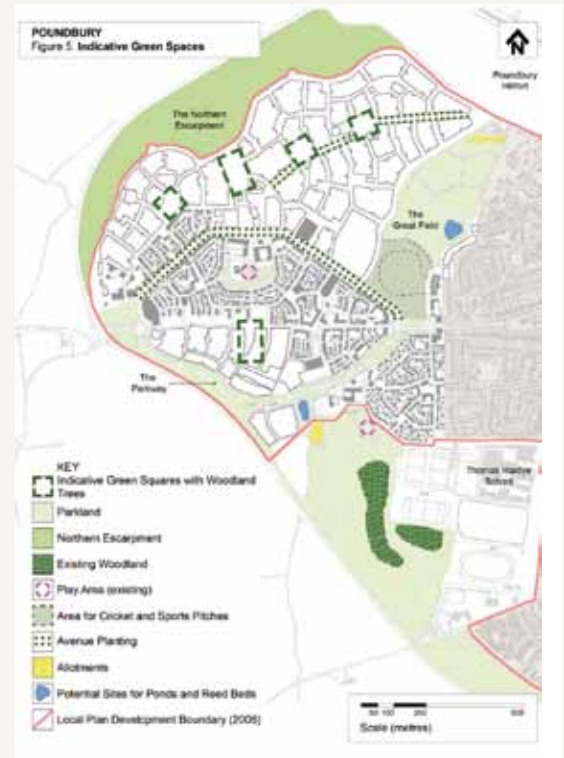 POUNDBURY
Figure 5. Indicative Green Spaces
N
Poundbury
The Northern
Escarpment
The
Great Field
The
Parkway
Thomas Hardye
School
KEY
Indicative Green Squares with Woodland
Trees
Parkland
Northern Escarpment
Existing Woodland
Play Area (existing)
Area for Cricket and Sports Pitches
Avenue Planting
Allotments
Potential Sites for Ponds and Reed Beds
Local Plan Development Boundary (2006)
50 100
Scale (metres)